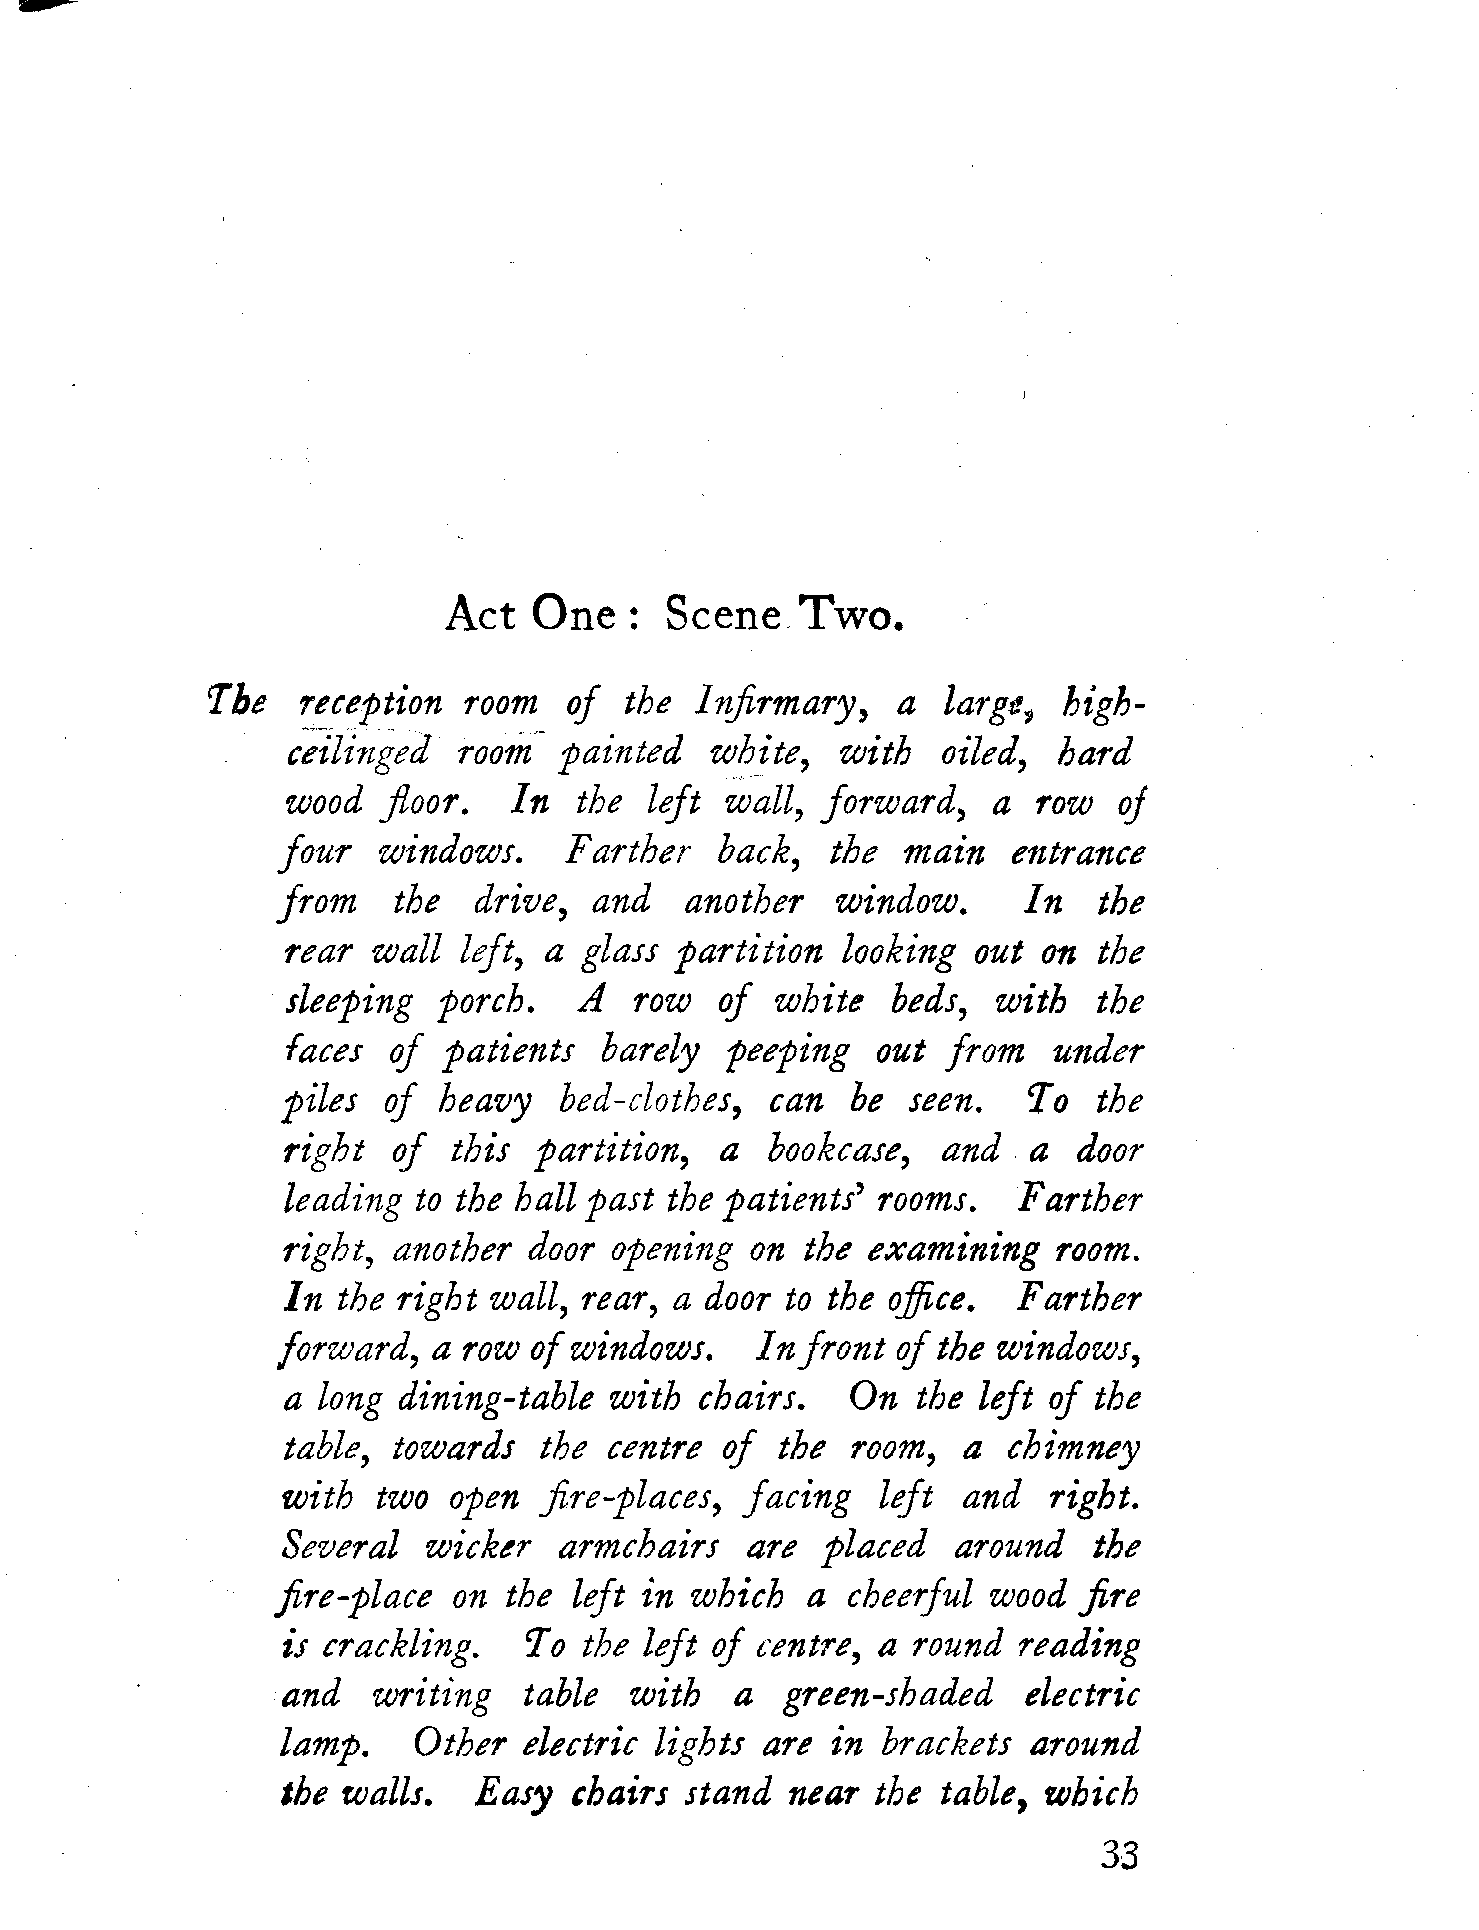 Act One : Scene Two.
The reception room of the Infirmary, a large, high-
ceilinged room painted white, with oiled, hard
wood floor. In the left wall, forward, a row of
four windows. Farther back, the main entrance
from the drive, and another window. In the
rear wall left, a glass partition looking out on the
sleeping porch. A row of white beds, with the
faces of patients barely peeping out from under
piles of heavy bed-clothes, can be seen. To the
right of this partition, a bookcase, and a door
leading to the hall past the patients' rooms. Farther
right, another door opening on the examining room.
In the right wall, rear, a door to the office. Farther
forward, a row of windows. In front of the windows,
a long dining-table with chairs. On the left of the
table, towards the centre of the room, a chimney
with two open fire-places, facing left and right.
Several wicker armchairs are placed around the
fire-place on the left in which a cheerful wood fire
is crackling. To the left of centre, a round reading
and writing table with a green-shaded electric
lamp. Other electric lights are in brackets around
the walls. Easy chairs stand near the table, which
33